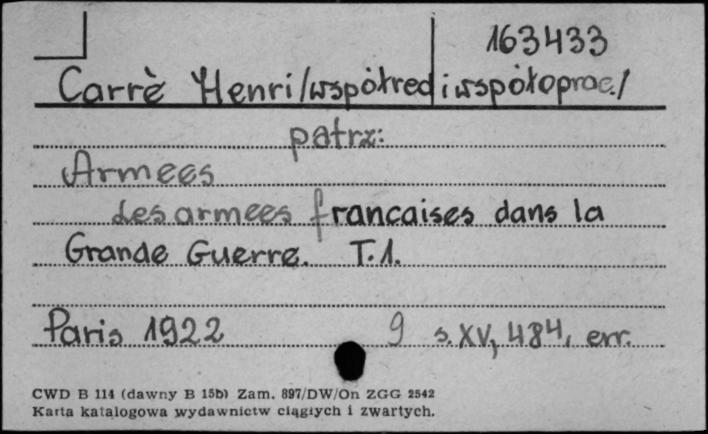 163433
Carrè Henri /współred i współoprac./
patrz:
Armees
Les armees francaises dans la
Grande Guerre. T.1.
Paris 1922 9 s. XV, 484, err.
CWD B 114 (dawny B 15b) Zam. 897/DW/On ZGG 2542
Karta katalogowa wydawnictw ciągłych i zwartych.